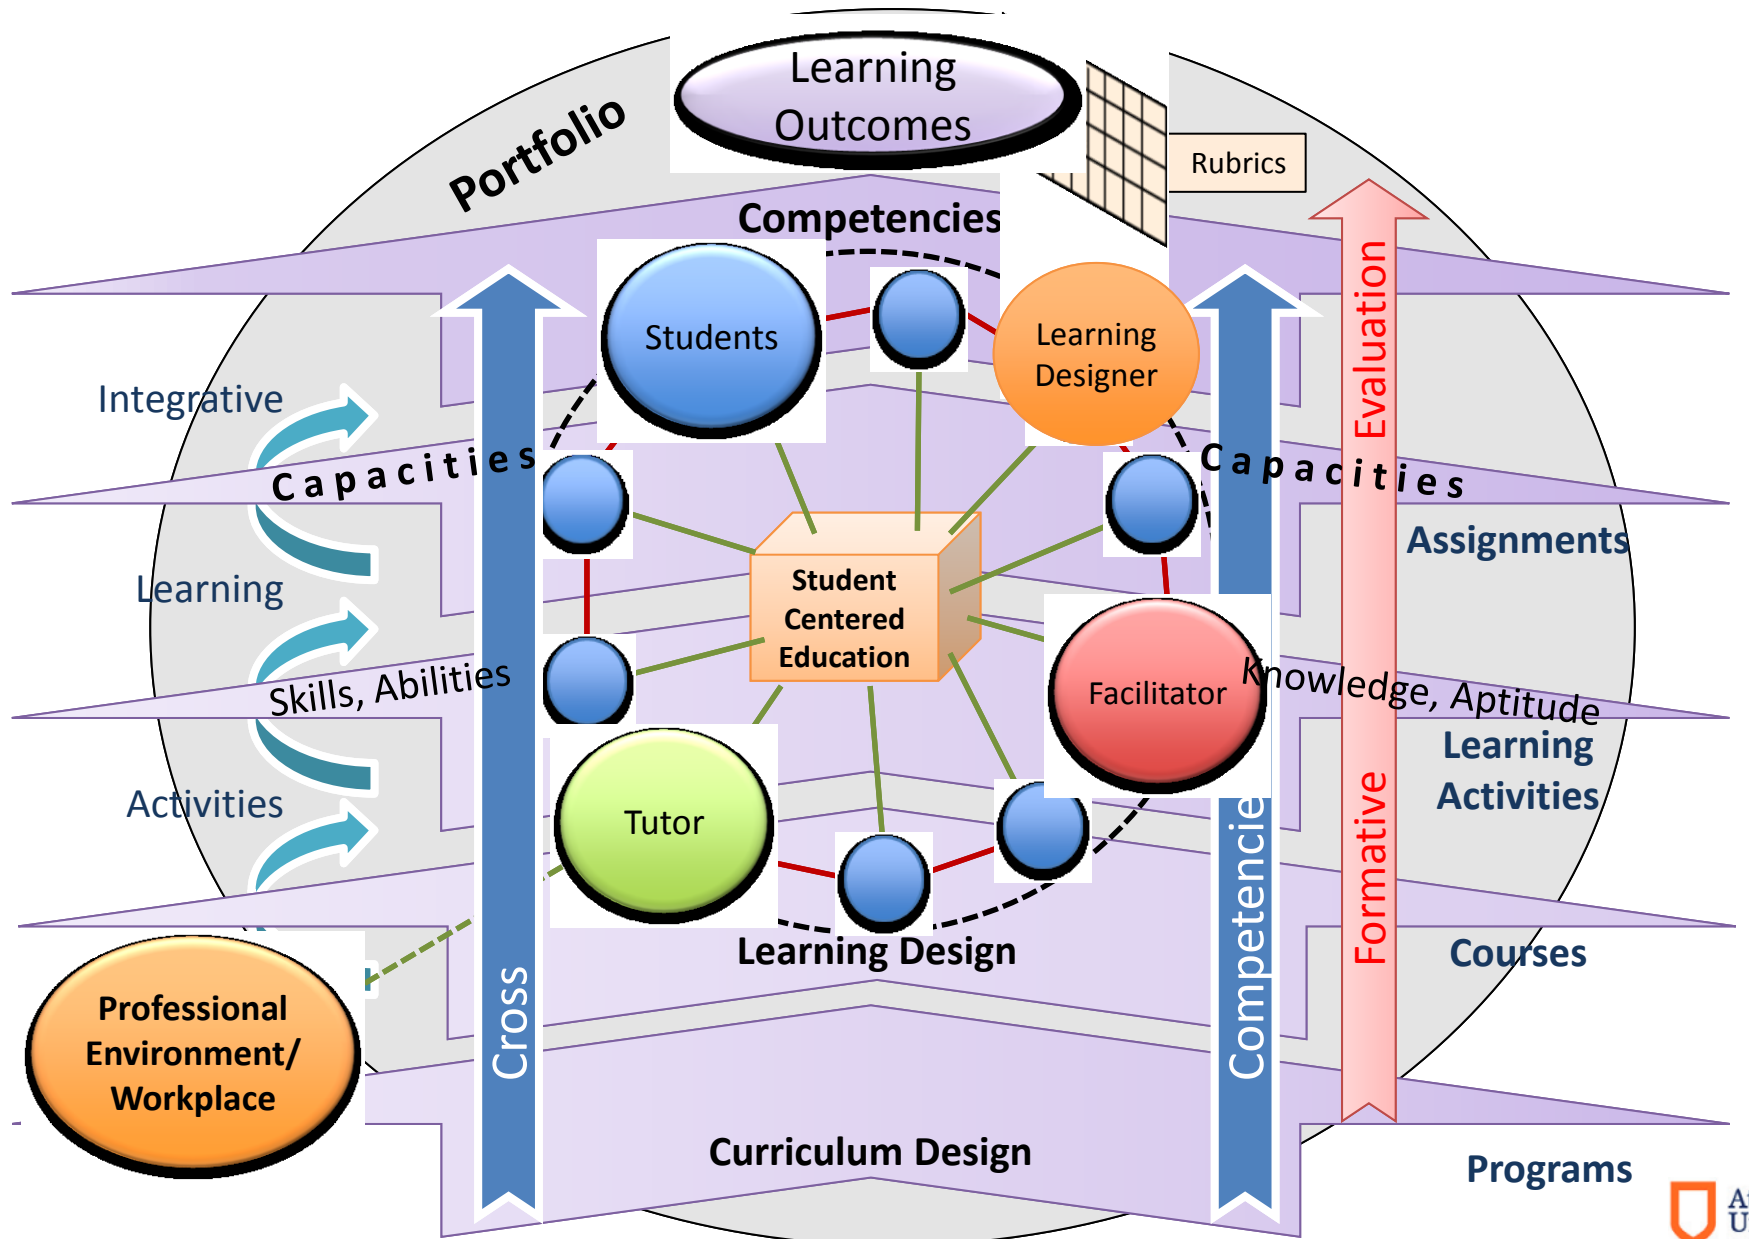 Learning
Outcomes
Portfolio
Rubrics
Competencies
Students
Learning
Designer
Evaluation
Integrative
Capacities
Capacities
Assignments
Learning
Student
Centered
Education
Skills, Abilities
Facilitator
Knowledge, Aptitude
Learning
Activities
Activities
Tutor
Formative
Learning Design
Courses
Cross
Professional
Environment/
Workplace
Curriculum Design
Programs